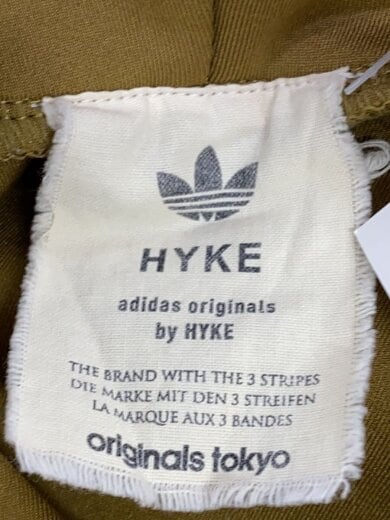 HYKE
adidas originals
by HYKE
THE BRAND WITH THE 3 STRIPES
DIE MARKE MIT DEN 3 STREIFEN
LA MARQUE AUX 3 BANDES
originals tokyo